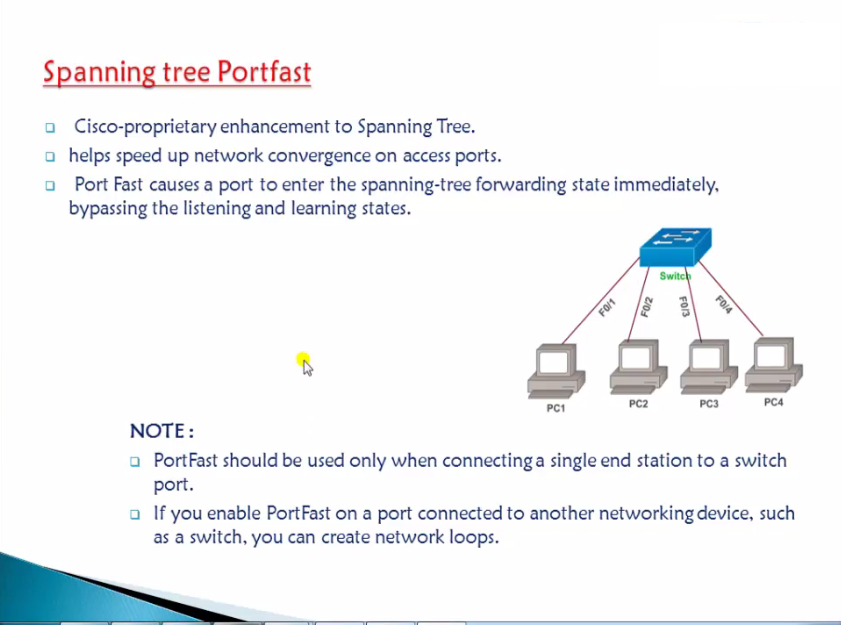 Spanning tree Portfast
Cisco-proprietary enhancement to Spanning Tree.
helps speed up network convergence on access ports.
Port Fast causes a port to enter the spanning-tree forwarding state immediately,
bypassing the listening and learning states.
Switch
F0/1
F0/2
F0/3
F0/4
PC1
PC2
PC3
PC4
NOTE :
PortFast should be used only when connecting a single end station to a switch
port.
If you enable PortFast on a port connected to another networking device, such
as a switch, you can create network loops.